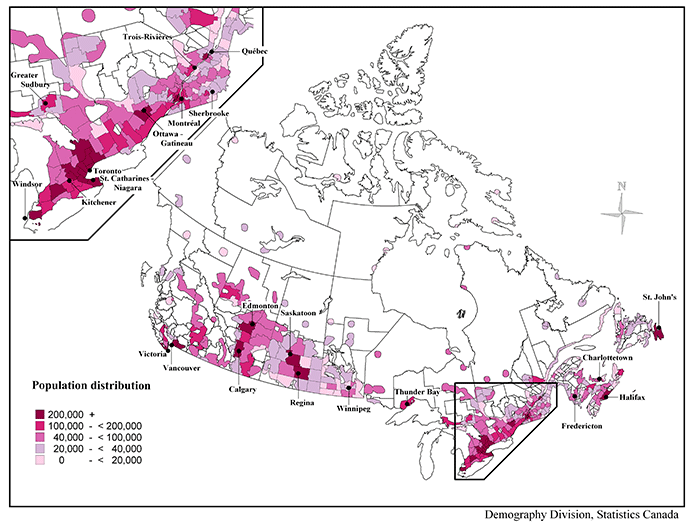 Trois-Rivières
Québec
Greater
Sudbury
Sherbrooke
Montréal
Ottawa -
Gatineau
Toronto
St. Catharines
Niagara
Windsor
Kitchener
N
Edmonton
Saskatoon
St. John's
Victoria
Vancouver
Charlottetown
Thunder Bay
Calgary
Regina
Winnipeg
Halifax
Fredericton
Population distribution
200,000 +
100,000 - < 200,000
40,000 - < 100,000
20,000 - < 40,000
0 - < 20,000
Demography Division, Statistics Canada